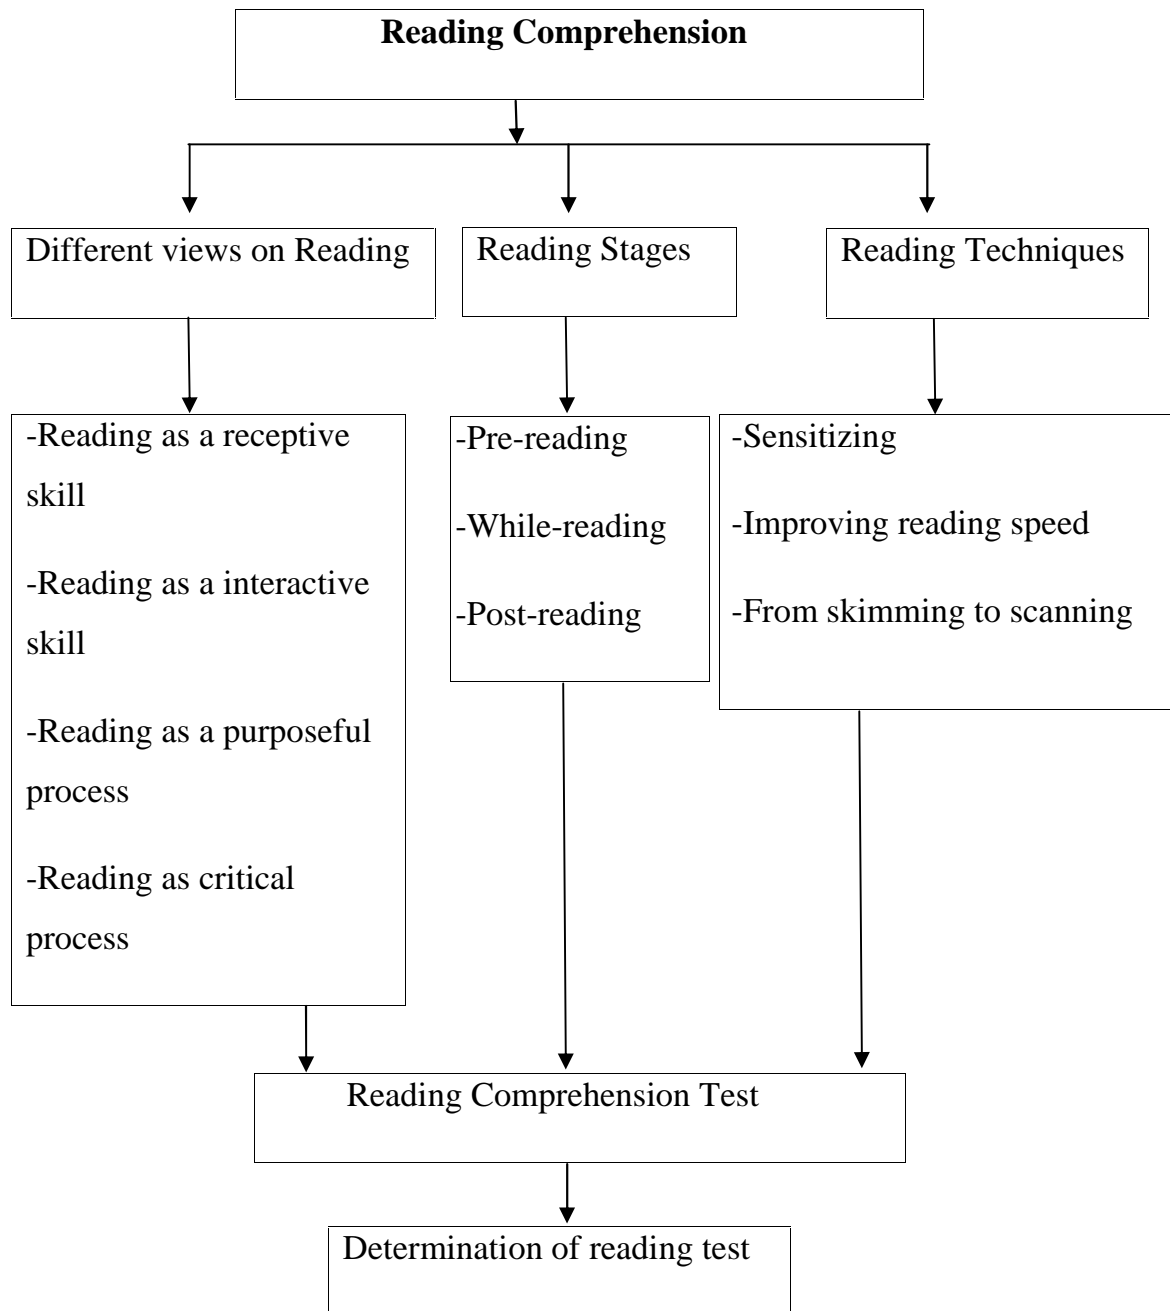 Reading Comprehension
Different views on Reading
Reading Stages
Reading Techniques
-Reading as a receptive
skill
-Reading as a interactive
skill
-Reading as a purposeful
process
-Reading as critical
process
-Pre-reading
-While-reading
-Post-reading
-Sensitizing
-Improving reading speed
-From skimming to scanning
Reading Comprehension Test
Determination of reading test